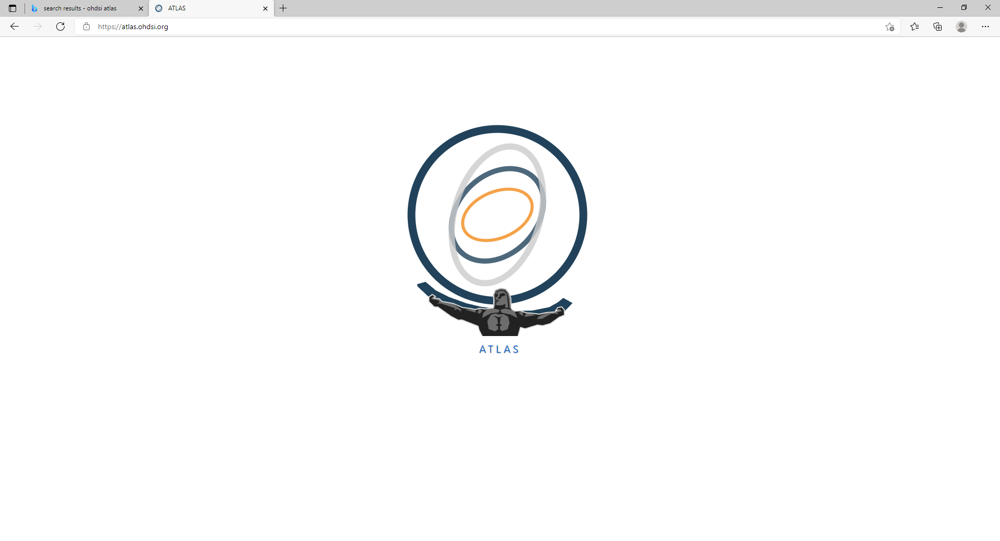 search results - ohdsi atlas
ATLAS
https://atlas.ohdsi.org
ATLAS